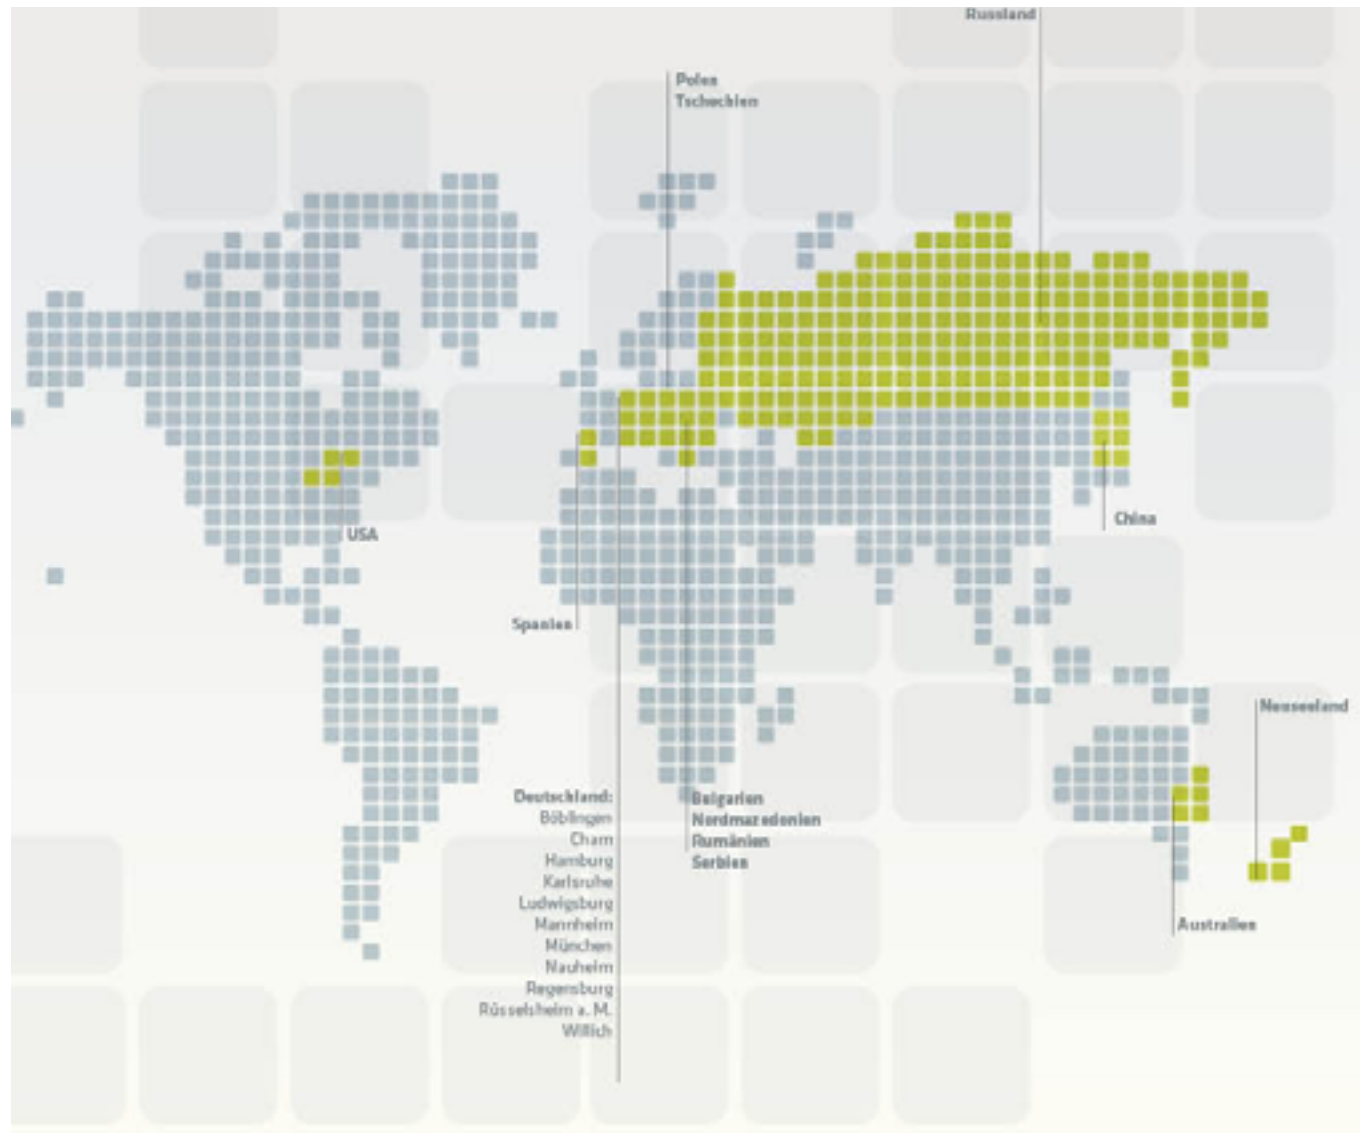 Russland
Polen
Tschechien
USA
China
Spanien
Neuseeland
Deutschland:
Böblingen
Cham
Hamburg
Karlsruhe
Ludwigsburg
Mannheim
München
Nauheim
Regensburg
Rüsselsheim a. M.
Willich
Bulgarien
Nordmazedonien
Rumänien
Serbien
Australien